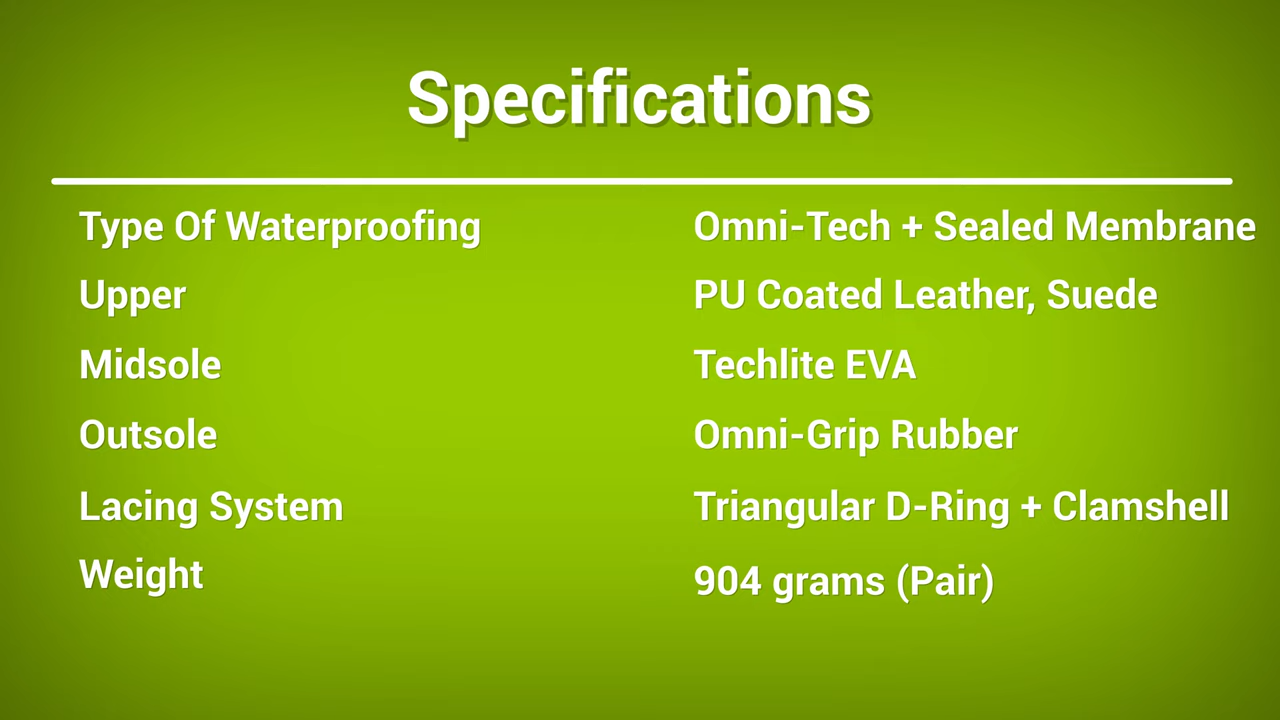 Specifications
Type Of Waterproofing Omni-Tech + Sealed Membrane
Upper PU Coated Leather, Suede
Midsole Techlite EVA
Outsole Omni-Grip Rubber
Lacing System Triangular D-Ring + Clamshell
Weight 904 grams (Pair)